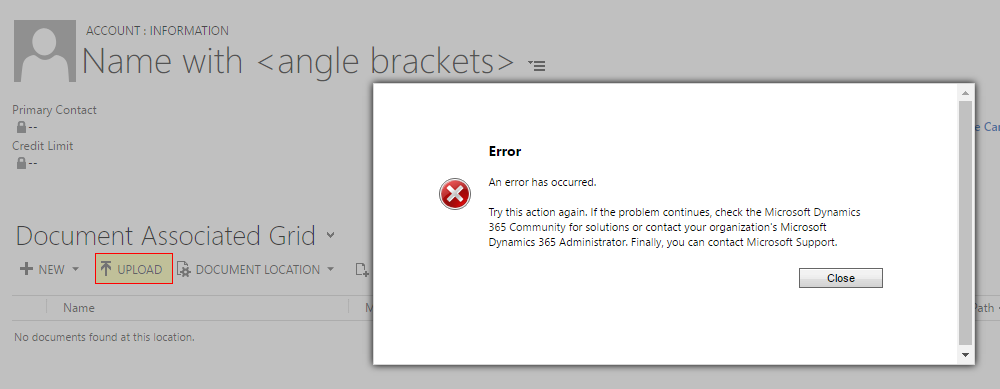 ACCOUNT : INFORMATION
Name with <angle brackets>
Primary Contact
--
Credit Limit
--
Error
An error has occurred.
Try this action again. If the problem continues, check the Microsoft Dynamics
365 Community for solutions or contact your organization's Microsoft
Dynamics 365 Administrator. Finally, you can contact Microsoft Support.
Close
Document Associated Grid
NEW
UPLOAD
DOCUMENT LOCATION
Name
Path
No documents found at this location.